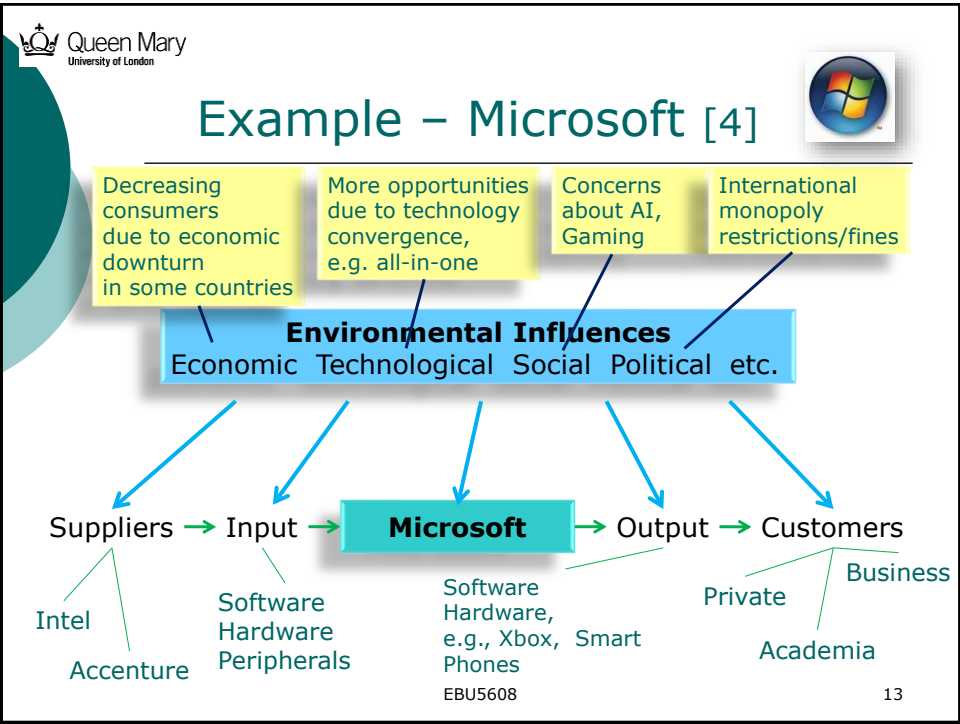 Queen Mary
University of London
Example – Microsoft [4]
Decreasing
consumers
due to economic
downturn
in some countries
More opportunities
due to technology
convergence,
e.g. all-in-one
Concerns
about AI,
Gaming
International
monopoly
restrictions/fines
Environmental Influences
Economic Technological Social Political etc.
Suppliers Input Microsoft Output Customers
Intel
Accenture
Software
Hardware
Peripherals
Software
Hardware,
e.g., Xbox, Smart
Phones
Private
Business
Academia
EBU5608
13